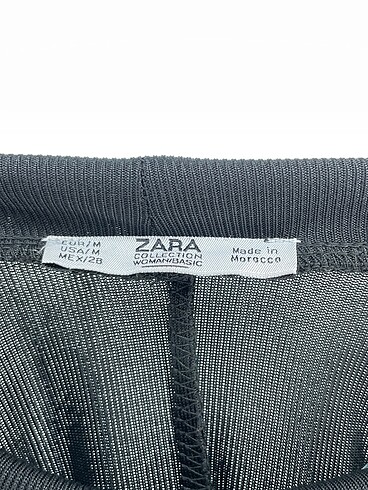 EUR/M
USA/M
MEX/28
ZARA
COLLECTION
WOMAN/BASIC
Made in
Morocco